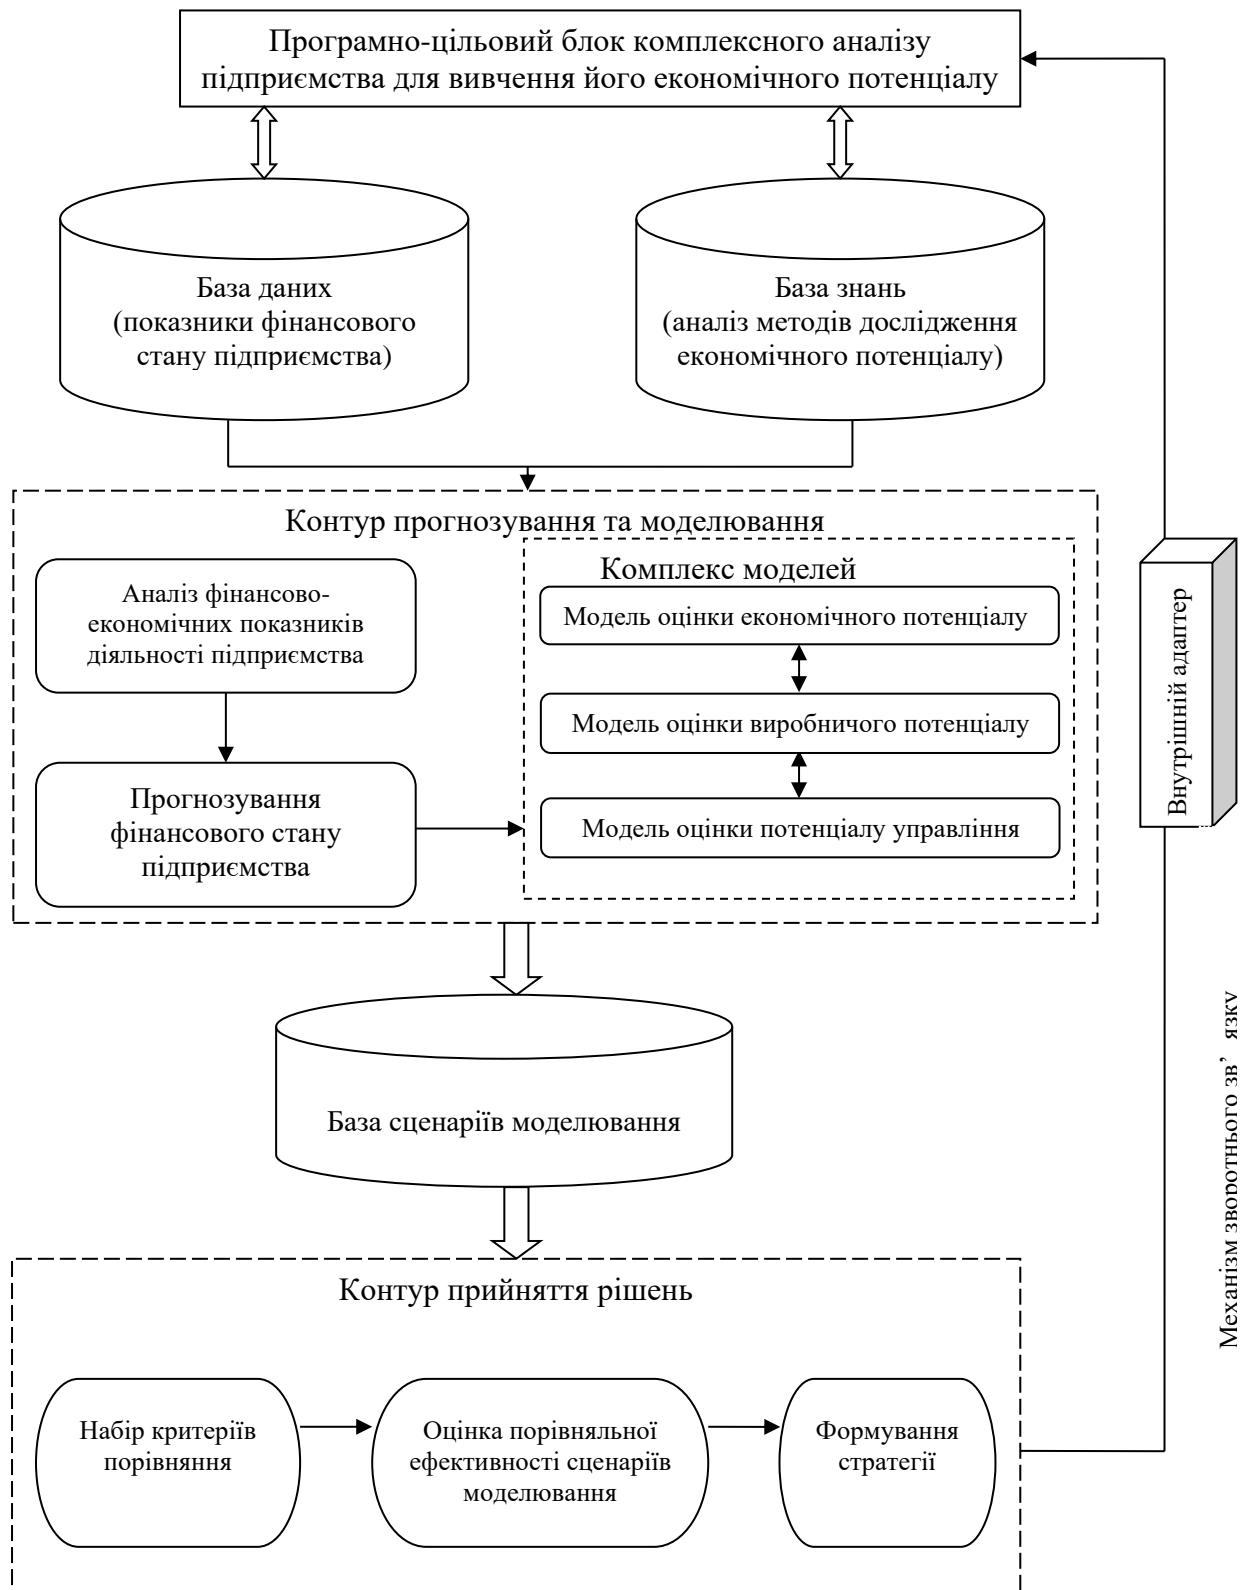 Програмно-цільовий блок комплексного аналізу
підприємства для вивчення його економічного потенціалу
База даних
(показники фінансового
стану підприємства)
База знань
(аналіз методів дослідження
економічного потенціалу)
Контур прогнозування та моделювання
Аналіз фінансово-
економічних показників
діяльності підприємства
Прогнозування
фінансового стану
підприємства
Комплекс моделей
Модель оцінки економічного потенціалу
Модель оцінки виробничого потенціалу
Модель оцінки потенціалу управління
Внутрішній адаптер
База сценаріїв моделювання
Механізм зворотнього зв’ язку
Контур прийняття рішень
Набір критеріїв
порівняння
Оцінка порівняльної
ефективності сценаріїв
моделювання
Формування
стратегії